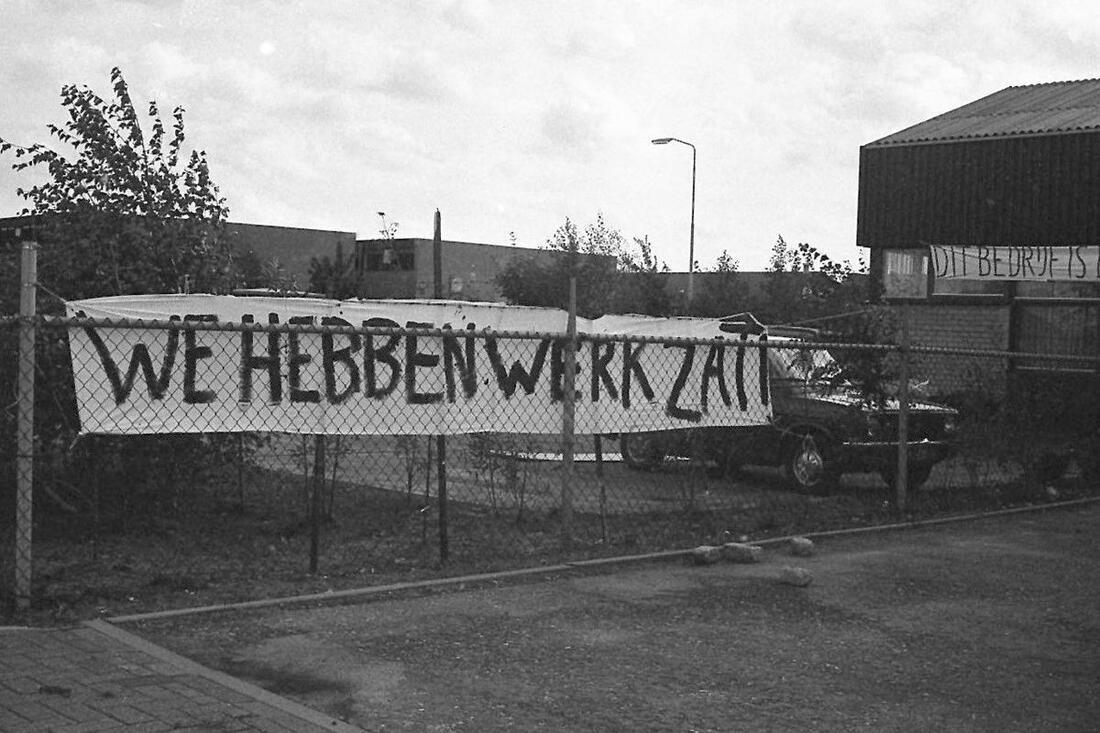 WE HEBBEN WERK ZAT!
DIT BEDRIJF IS